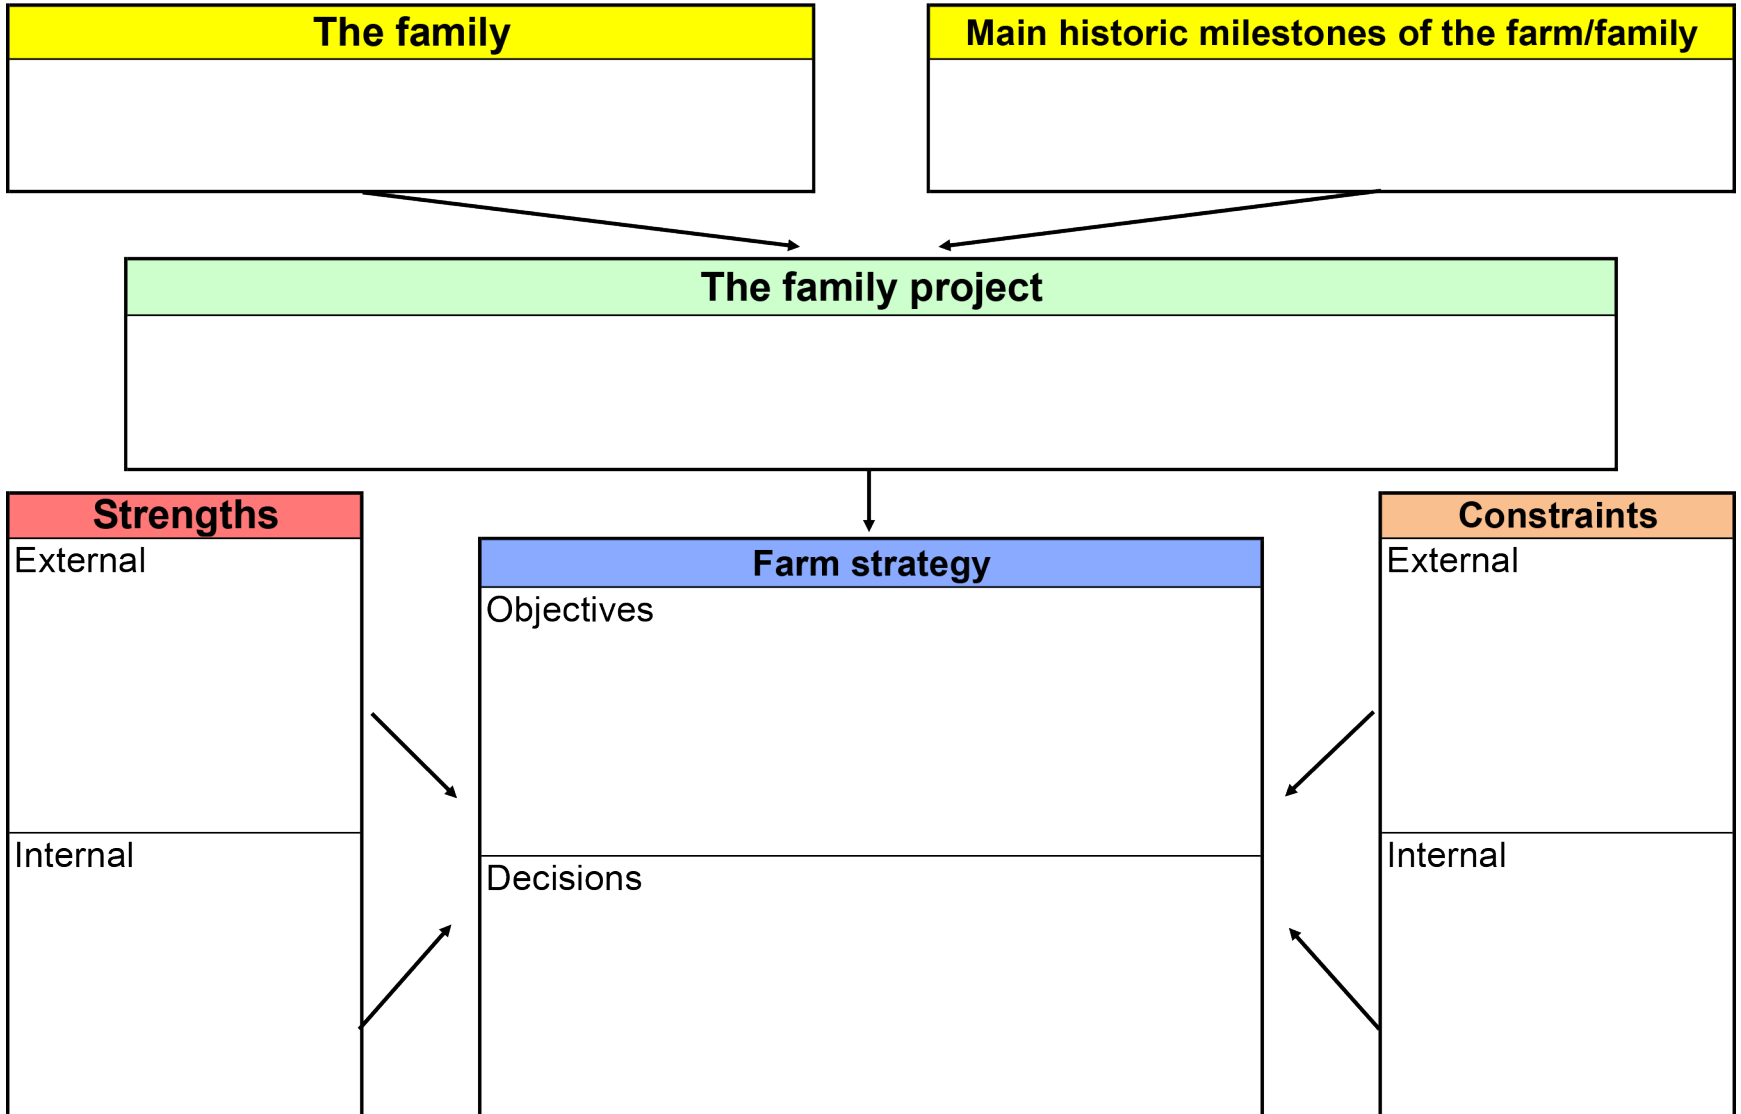 The family
Main historic milestones of the farm/family
The family project
Strengths
External
Internal
Farm strategy
Objectives
Decisions
Constraints
External
Internal